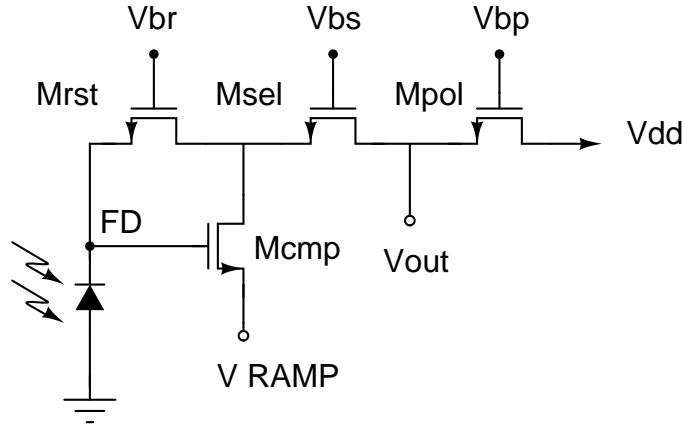 Vbr
Vbs
Vbp
Mrst
Msel
Mpol
Vdd
FD
Mcmp
Vout
V RAMP